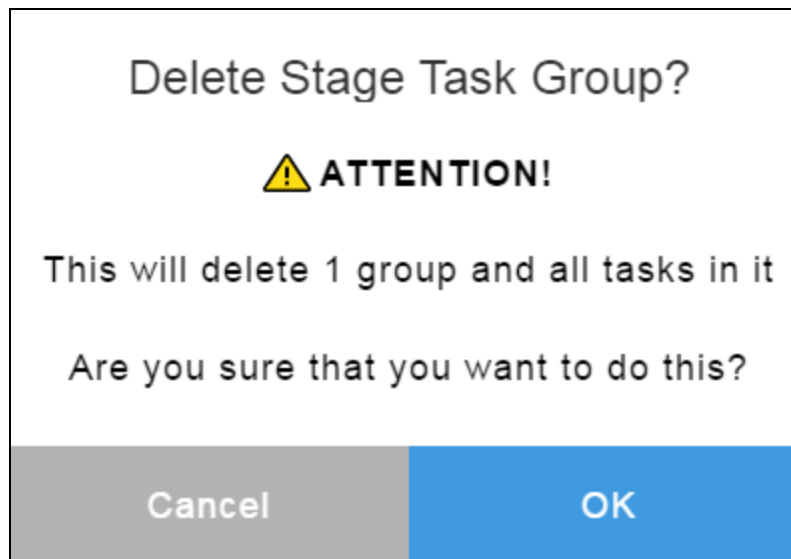 Delete Stage Task Group?
ATTENTION!
This will delete 1 group and all tasks in it
Are you sure that you want to do this?
Cancel
OK